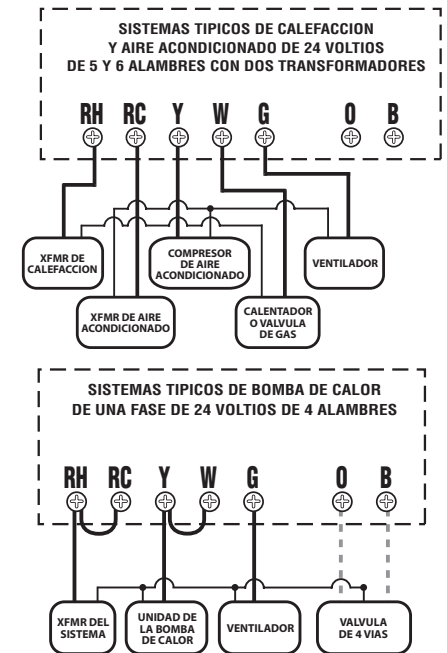 SISTEMAS TIPICOS DE CALEFACCION
Y AIRE ACONDICIONADO DE 24 VOLTIOS
DE 5 Y 6 ALAMBRES CON DOS TRANSFORMADORES
RH RC Y W G O B
XFMR DE
CALEFACCION
XFMR DE AIRE
ACONDICIONADO
COMPRESOR
DE AIRE
ACONDICIONADO
CALENTADOR
O VALVULA
DE GAS
VENTILADOR
SISTEMAS TIPICOS DE BOMBA DE CALOR
DE UNA FASE DE 24 VOLTIOS DE 4 ALAMBRES
RH RC Y W G O B
XFMR DEL
SISTEMA
UNIDAD DE
LA BOMBA
DE CALOR
VENTILADOR
VALVULA
DE 4 VIAS